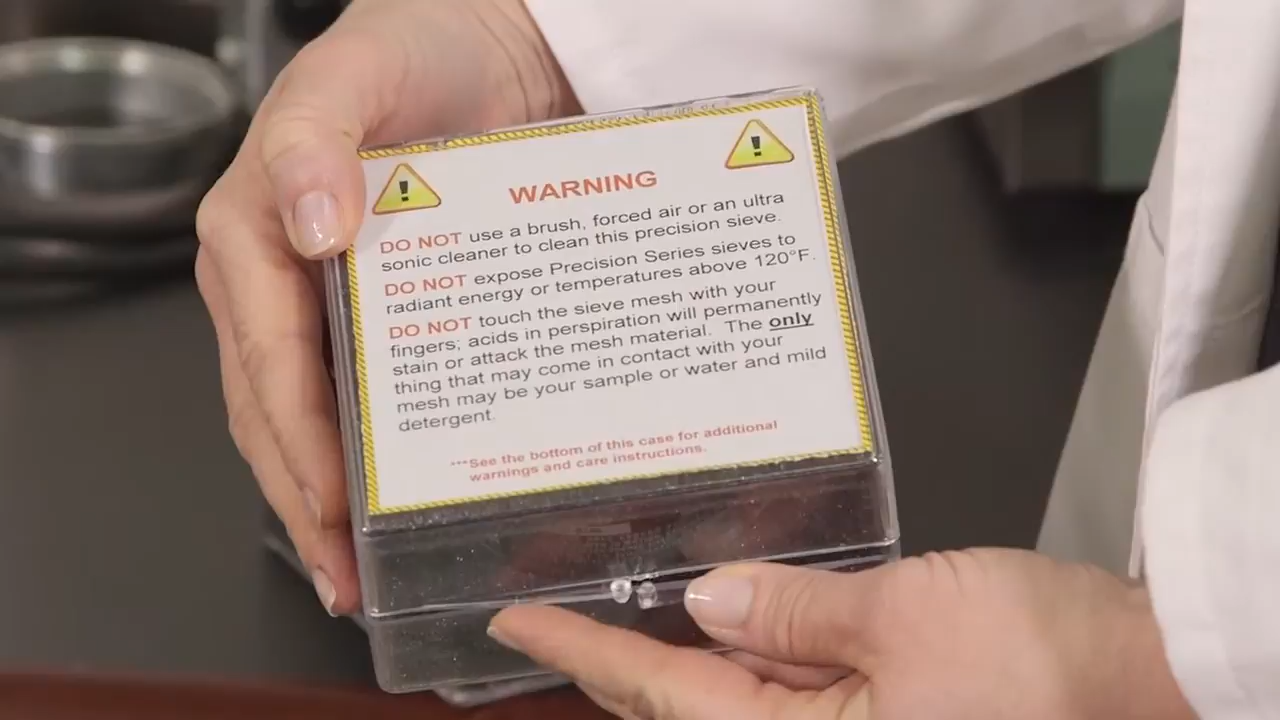 WARNING
DO NOT use a brush, forced air or an ultra
sonic cleaner to clean this precision sieve.
DO NOT expose Precision Series sieves to
radiant energy or temperatures above 120°F.
DO NOT touch the sieve mesh with your
fingers; acids in perspiration will permanently
stain or attack the mesh material. The only
thing that may come in contact with your
mesh may be your sample or water and mild
detergent.
***See the bottom of this case for additional
warnings and care instructions.